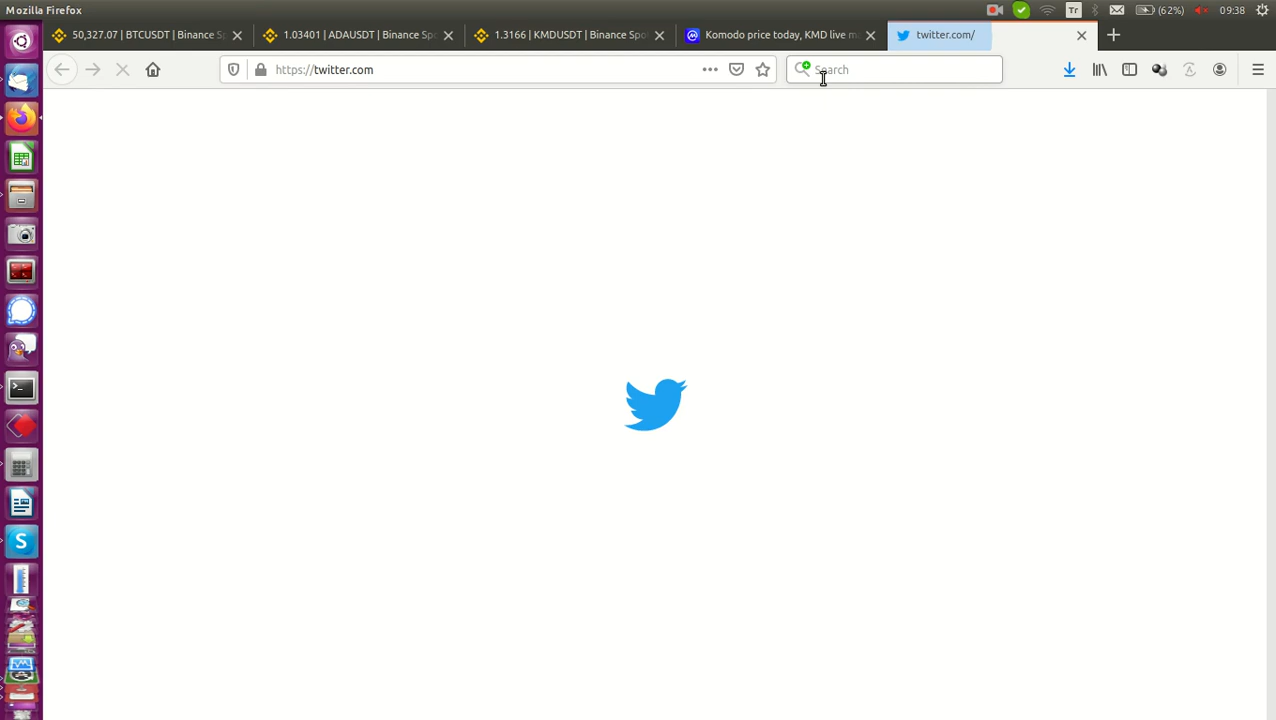 Mozilla Firefox
Tr
(62%)
09:38
50,327.07 | BTCUSDT | Binance S
1.03401 | ADAUSDT | Binance Sp
1.3166 | KMDUSDT | Binance Spo
Komodo price today, KMD live m
twitter.com/
https://twitter.com
Search